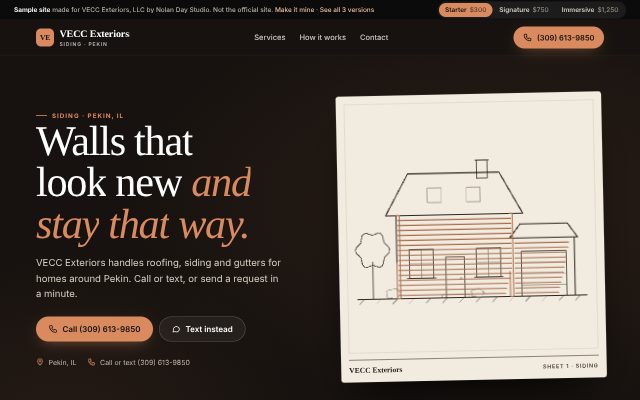 Sample site made for VECC Exteriors, LLC by Nolan Day Studio. Not the official site. Make it mine · See all 3 versions
Starter $300 Signature $750 Immersive $1,250
VE VECC Exteriors
SIDING · PEKIN
Services How it works Contact
(309) 613-9850
SIDING · PEKIN, IL
Walls that
look new and
stay that way.
VECC Exteriors handles roofing, siding and gutters for
homes around Pekin. Call or text, or send a request in
a minute.
Call (309) 613-9850 Text instead
Pekin, IL Call or text (309) 613-9850
VECC Exteriors SHEET 1 · SIDING